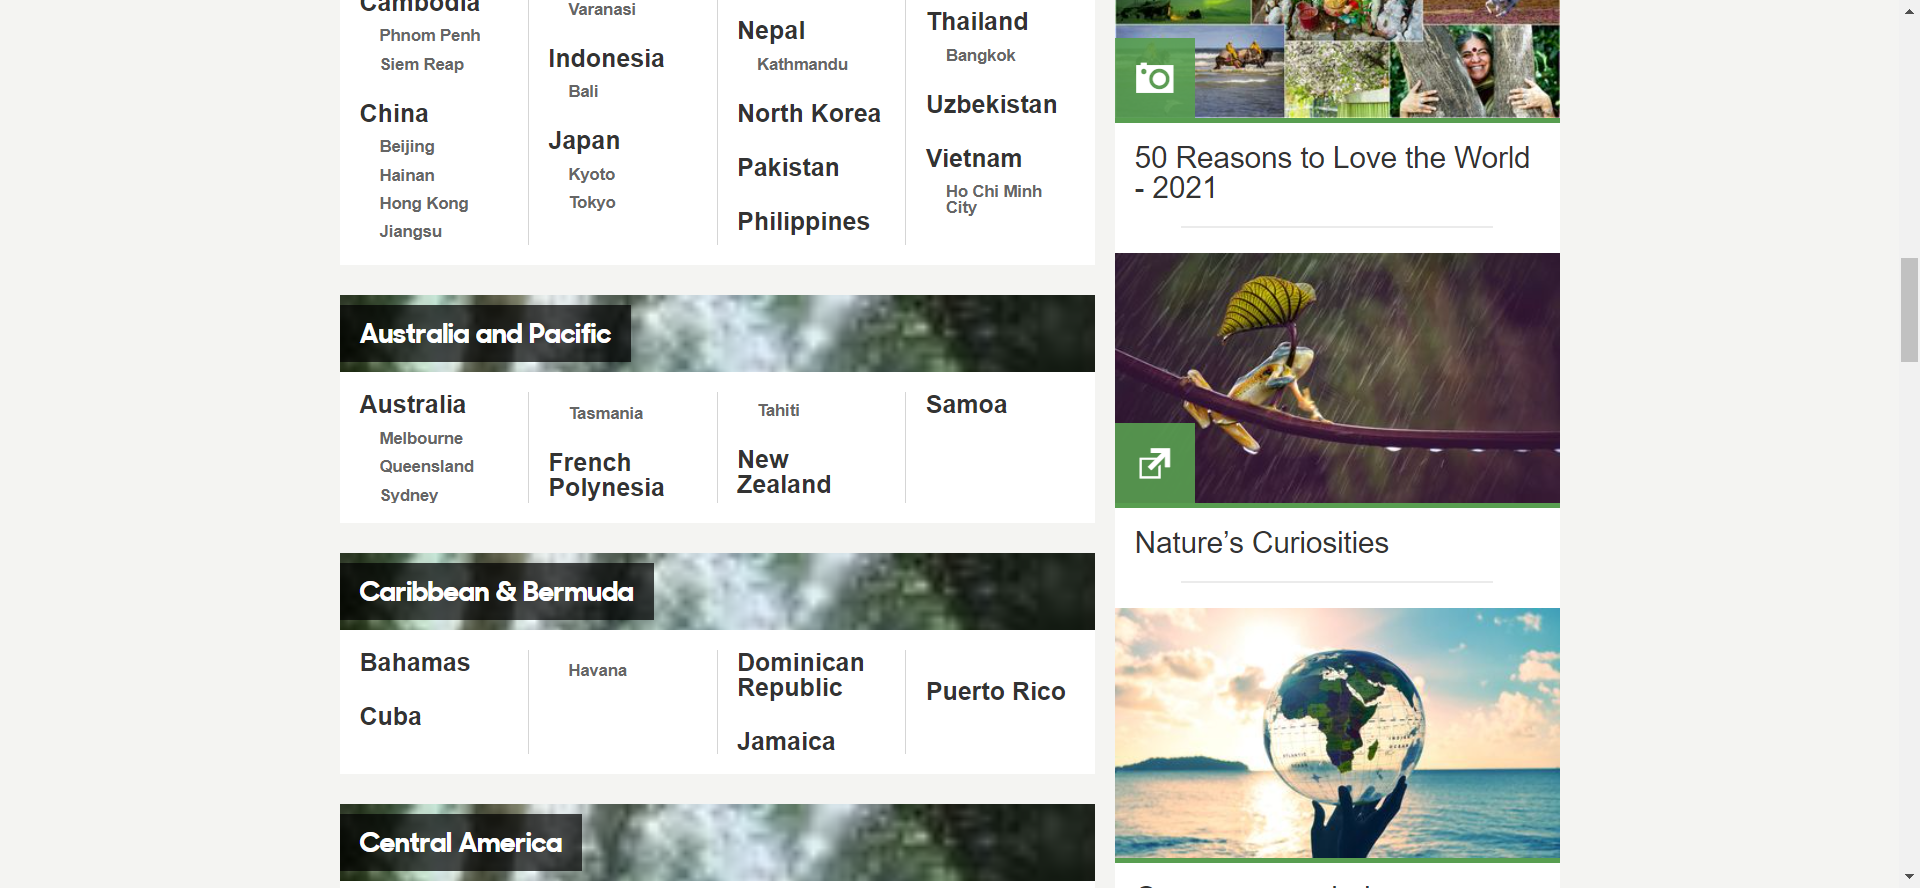 Cambodia
Phnom Penh
Siem Reap
China
Beijing
Hainan
Hong Kong
Jiangsu
Varanasi
Indonesia
Bali
Japan
Kyoto
Tokyo
Nepal
Kathmandu
North Korea
Pakistan
Philippines
Thailand
Bangkok
Uzbekistan
Vietnam
Ho Chi Minh
City
Australia and Pacific
Australia
Melbourne
Queensland
Sydney
Tasmania
French
Polynesia
Tahiti
New
Zealand
Samoa
Caribbean & Bermuda
Bahamas
Cuba
Havana
Dominican
Republic
Jamaica
Puerto Rico
Central America
50 Reasons to Love the World
- 2021
Nature’s Curiosities